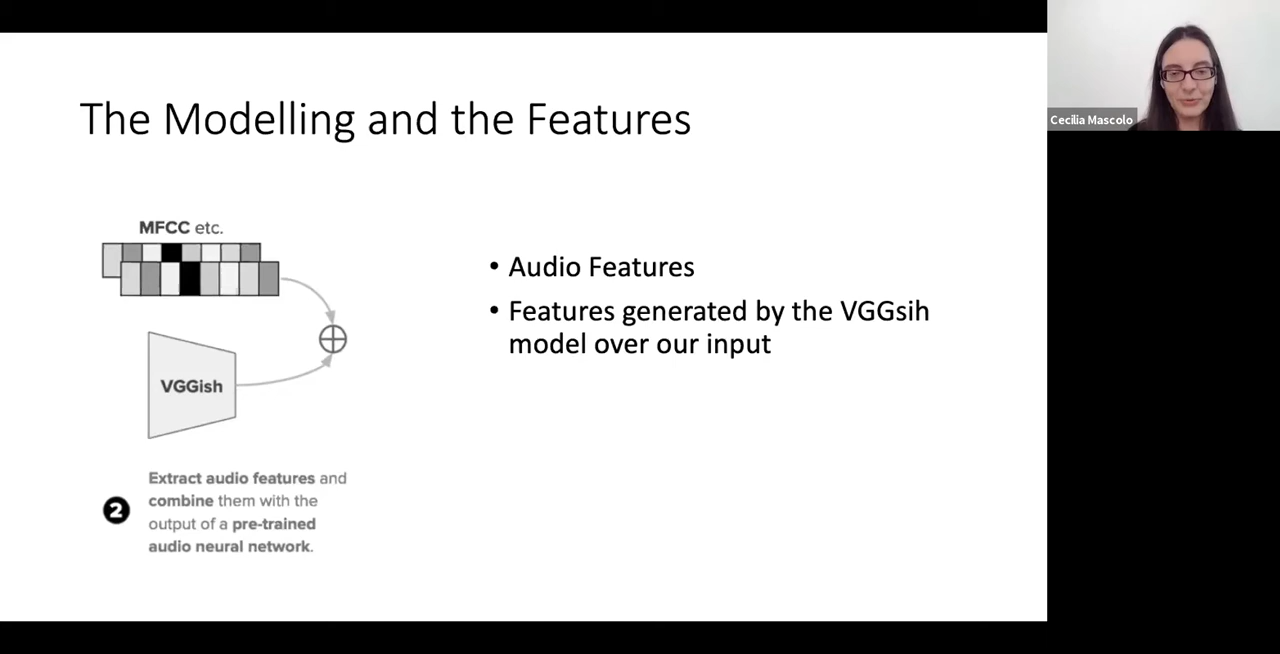 The Modelling and the Features
Cecilia Mascolo
MFCC etc.
• Audio Features
• Features generated by the VGGsih
model over our input
VGGish
2
Extract audio features and
combine them with the
output of a pre-trained
audio neural network.